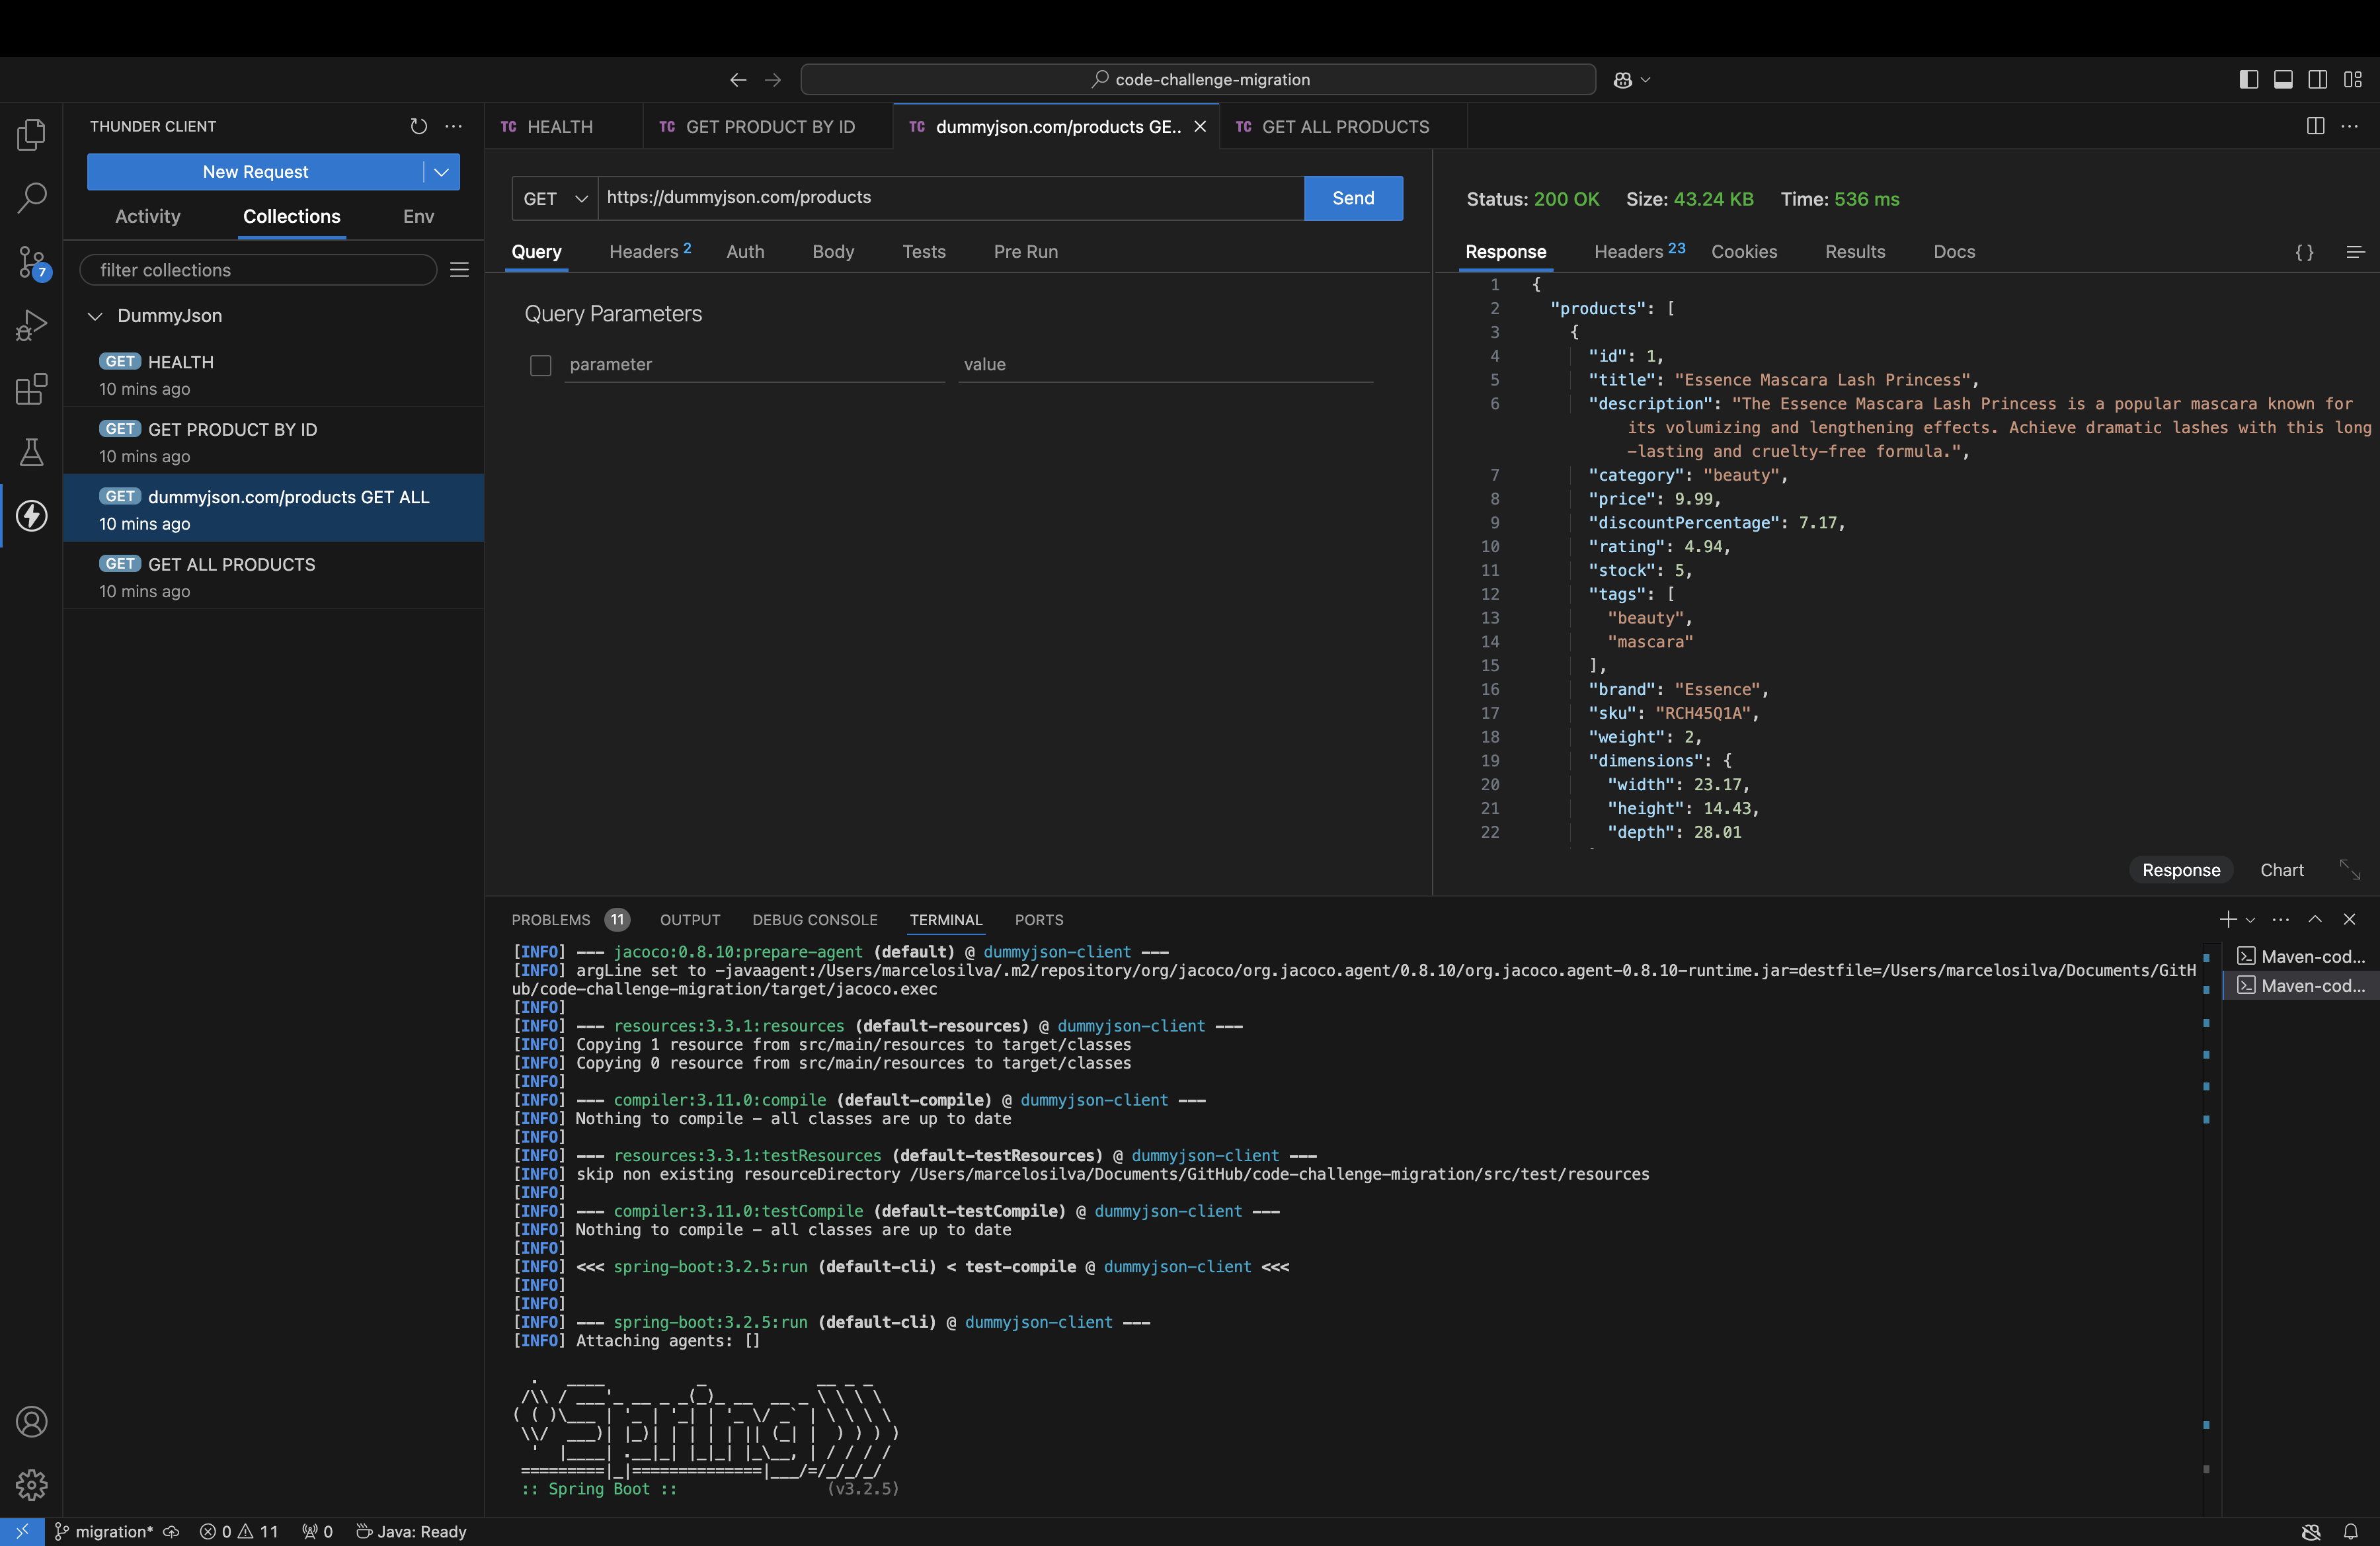 code-challenge-migration
THUNDER CLIENT
New Request
Activity
Collections
Env
filter collections
DummyJson
GET HEALTH
10 mins ago
GET GET PRODUCT BY ID
10 mins ago
GET dummyjson.com/products GET ALL
10 mins ago
GET GET ALL PRODUCTS
10 mins ago
7
TC HEALTH
TC GET PRODUCT BY ID
TC dummyjson.com/products GE..
TC GET ALL PRODUCTS
GET
https://dummyjson.com/products
Send
Query
Headers 2
Auth
Body
Tests
Pre Run
Query Parameters
parameter
value
Status: 200 OK
Size: 43.24 KB
Time: 536 ms
Response
Headers 23
Cookies
Results
Docs
{ }
1 {
2 "products": [
3 {
4 "id": 1,
5 "title": "Essence Mascara Lash Princess",
6 "description": "The Essence Mascara Lash Princess is a popular mascara known for
its volumizing and lengthening effects. Achieve dramatic lashes with this long
-lasting and cruelty-free formula.",
7 "category": "beauty",
8 "price": 9.99,
9 "discountPercentage": 7.17,
10 "rating": 4.94,
11 "stock": 5,
12 "tags": [
13 "beauty",
14 "mascara"
15 ],
16 "brand": "Essence",
17 "sku": "RCH45Q1A",
18 "weight": 2,
19 "dimensions": {
20 "width": 23.17,
21 "height": 14.43,
22 "depth": 28.01
Response
Chart
PROBLEMS 11
OUTPUT
DEBUG CONSOLE
TERMINAL
PORTS
[INFO] --- jacoco:0.8.10:prepare-agent (default) @ dummyjson-client ---
[INFO] argLine set to -javaagent:/Users/marcelosilva/.m2/repository/org/jacoco/org.jacoco.agent/0.8.10/org.jacoco.agent-0.8.10-runtime.jar=destfile=/Users/marcelosilva/Documents/GitH
ub/code-challenge-migration/target/jacoco.exec
[INFO]
[INFO] --- resources:3.3.1:resources (default-resources) @ dummyjson-client ---
[INFO] Copying 1 resource from src/main/resources to target/classes
[INFO] Copying 0 resource from src/main/resources to target/classes
[INFO]
[INFO] --- compiler:3.11.0:compile (default-compile) @ dummyjson-client ---
[INFO] Nothing to compile - all classes are up to date
[INFO]
[INFO] --- resources:3.3.1:testResources (default-testResources) @ dummyjson-client ---
[INFO] skip non existing resourceDirectory /Users/marcelosilva/Documents/GitHub/code-challenge-migration/src/test/resources
[INFO]
[INFO] --- compiler:3.11.0:testCompile (default-testCompile) @ dummyjson-client ---
[INFO] Nothing to compile - all classes are up to date
[INFO]
[INFO] <<< spring-boot:3.2.5:run (default-cli) < test-compile @ dummyjson-client <<<
[INFO]
[INFO]
[INFO] --- spring-boot:3.2.5:run (default-cli) @ dummyjson-client ---
[INFO] Attaching agents: []
Spring
:: Spring Boot :: (v3.2.5)
Maven-cod...
Maven-cod...
migration*
0
11
0
Java: Ready